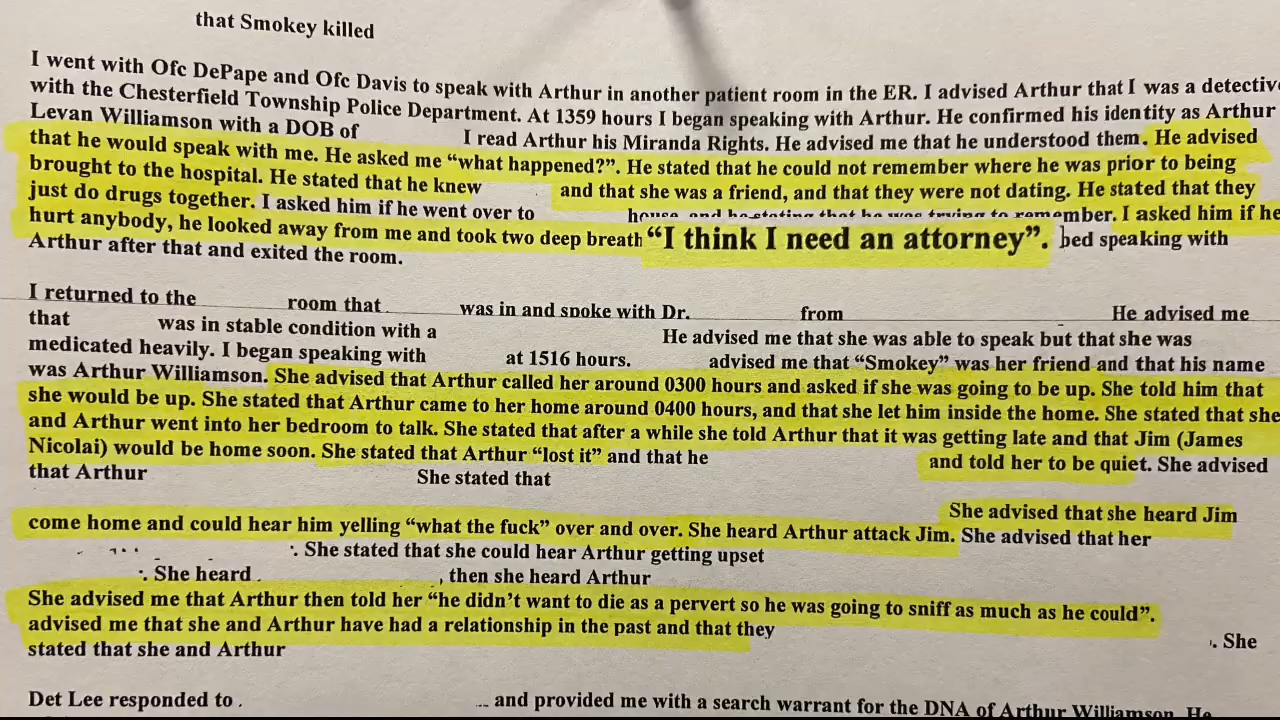 that Smokey killed
I went with Ofc DePape and Ofc Davis to speak with Arthur in another patient room in the ER. I advised Arthur that I was a detective
with the Chesterfield Township Police Department. At 1359 hours I began speaking with Arthur. He confirmed his identity as Arthur
Levan Williamson with a DOB of I read Arthur his Miranda Rights. He advised me that he understood them. He advised
that he would speak with me. He asked me “what happened?”. He stated that he could not remember where he was prior to being
brought to the hospital. He stated that he knew and that she was a friend, and that they were not dating. He stated that they
just do drugs together. I asked him if he went over to house and he stating that he was trying to remember. I asked him if he
hurt anybody, he looked away from me and took two deep breath “I think I need an attorney”. bed speaking with
Arthur after that and exited the room.
I returned to the room that was in and spoke with Dr. from He advised me
that was in stable condition with a He advised me that she was able to speak but that she was
medicated heavily. I began speaking with at 1516 hours. advised me that “Smokey” was her friend and that his name
was Arthur Williamson. She advised that Arthur called her around 0300 hours and asked if she was going to be up. She told him that
she would be up. She stated that Arthur came to her home around 0400 hours, and that she let him inside the home. She stated that she
and Arthur went into her bedroom to talk. She stated that after a while she told Arthur that it was getting late and that Jim (James
Nicolai) would be home soon. She stated that Arthur “lost it” and that he and told her to be quiet. She advised
that Arthur She stated that
She advised that she heard Jim
come home and could hear him yelling “what the fuck” over and over. She heard Arthur attack Jim. She advised that her
. She stated that she could hear Arthur getting upset
. She heard , then she heard Arthur
She advised me that Arthur then told her “he didn’t want to die as a pervert so he was going to sniff as much as he could”.
advised me that she and Arthur have had a relationship in the past and that they . She
stated that she and Arthur
Det Lee responded to and provided me with a search warrant for the DNA of Arthur Williamson. He